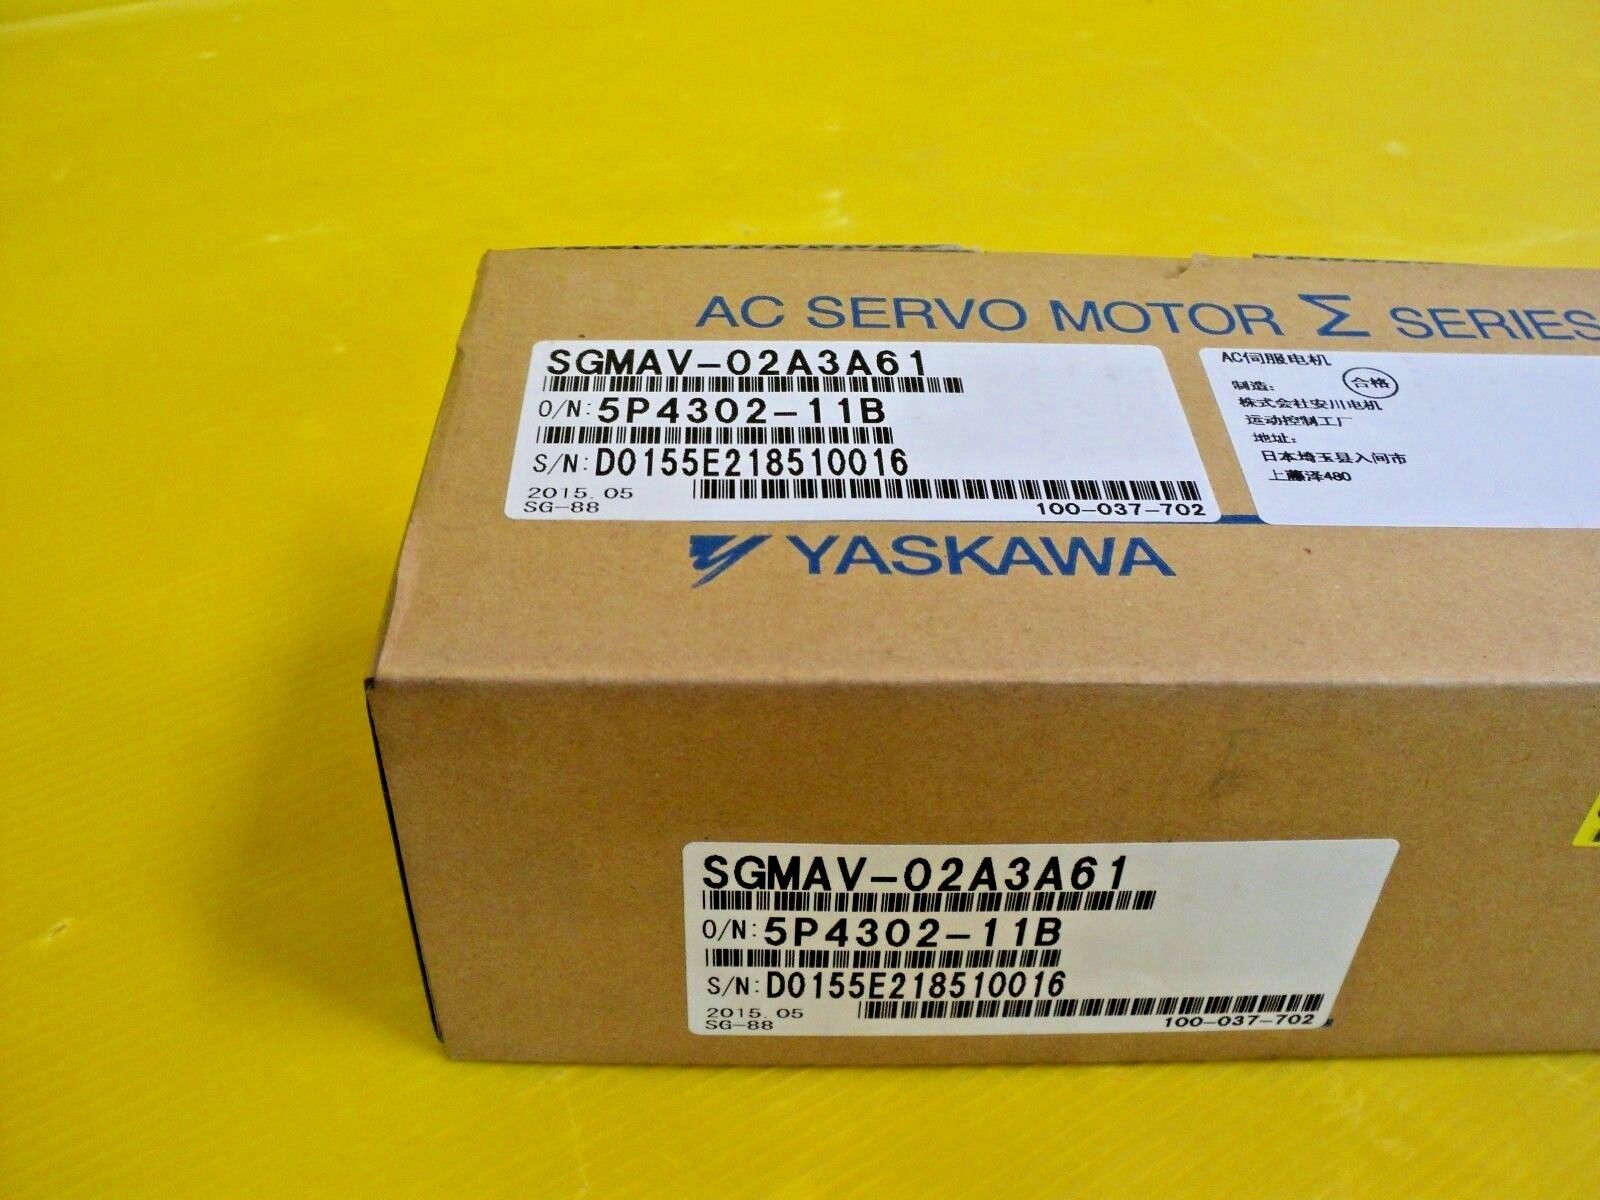 AC SERVO MOTOR Σ SERIES
SGMAV-02A3A61
O/N: 5P4302-11B
S/N: D0155E218510016
2015. 05
SG-88
100-037-702
AC伺服电机
制造:
合格
株式会社安川电机
运动控制工厂
地址:
日本埼玉县入间市
上藤泽480
YASKAWA
SGMAV-02A3A61
O/N: 5P4302-11B
S/N: D0155E218510016
2015. 05
SG-88
100-037-702